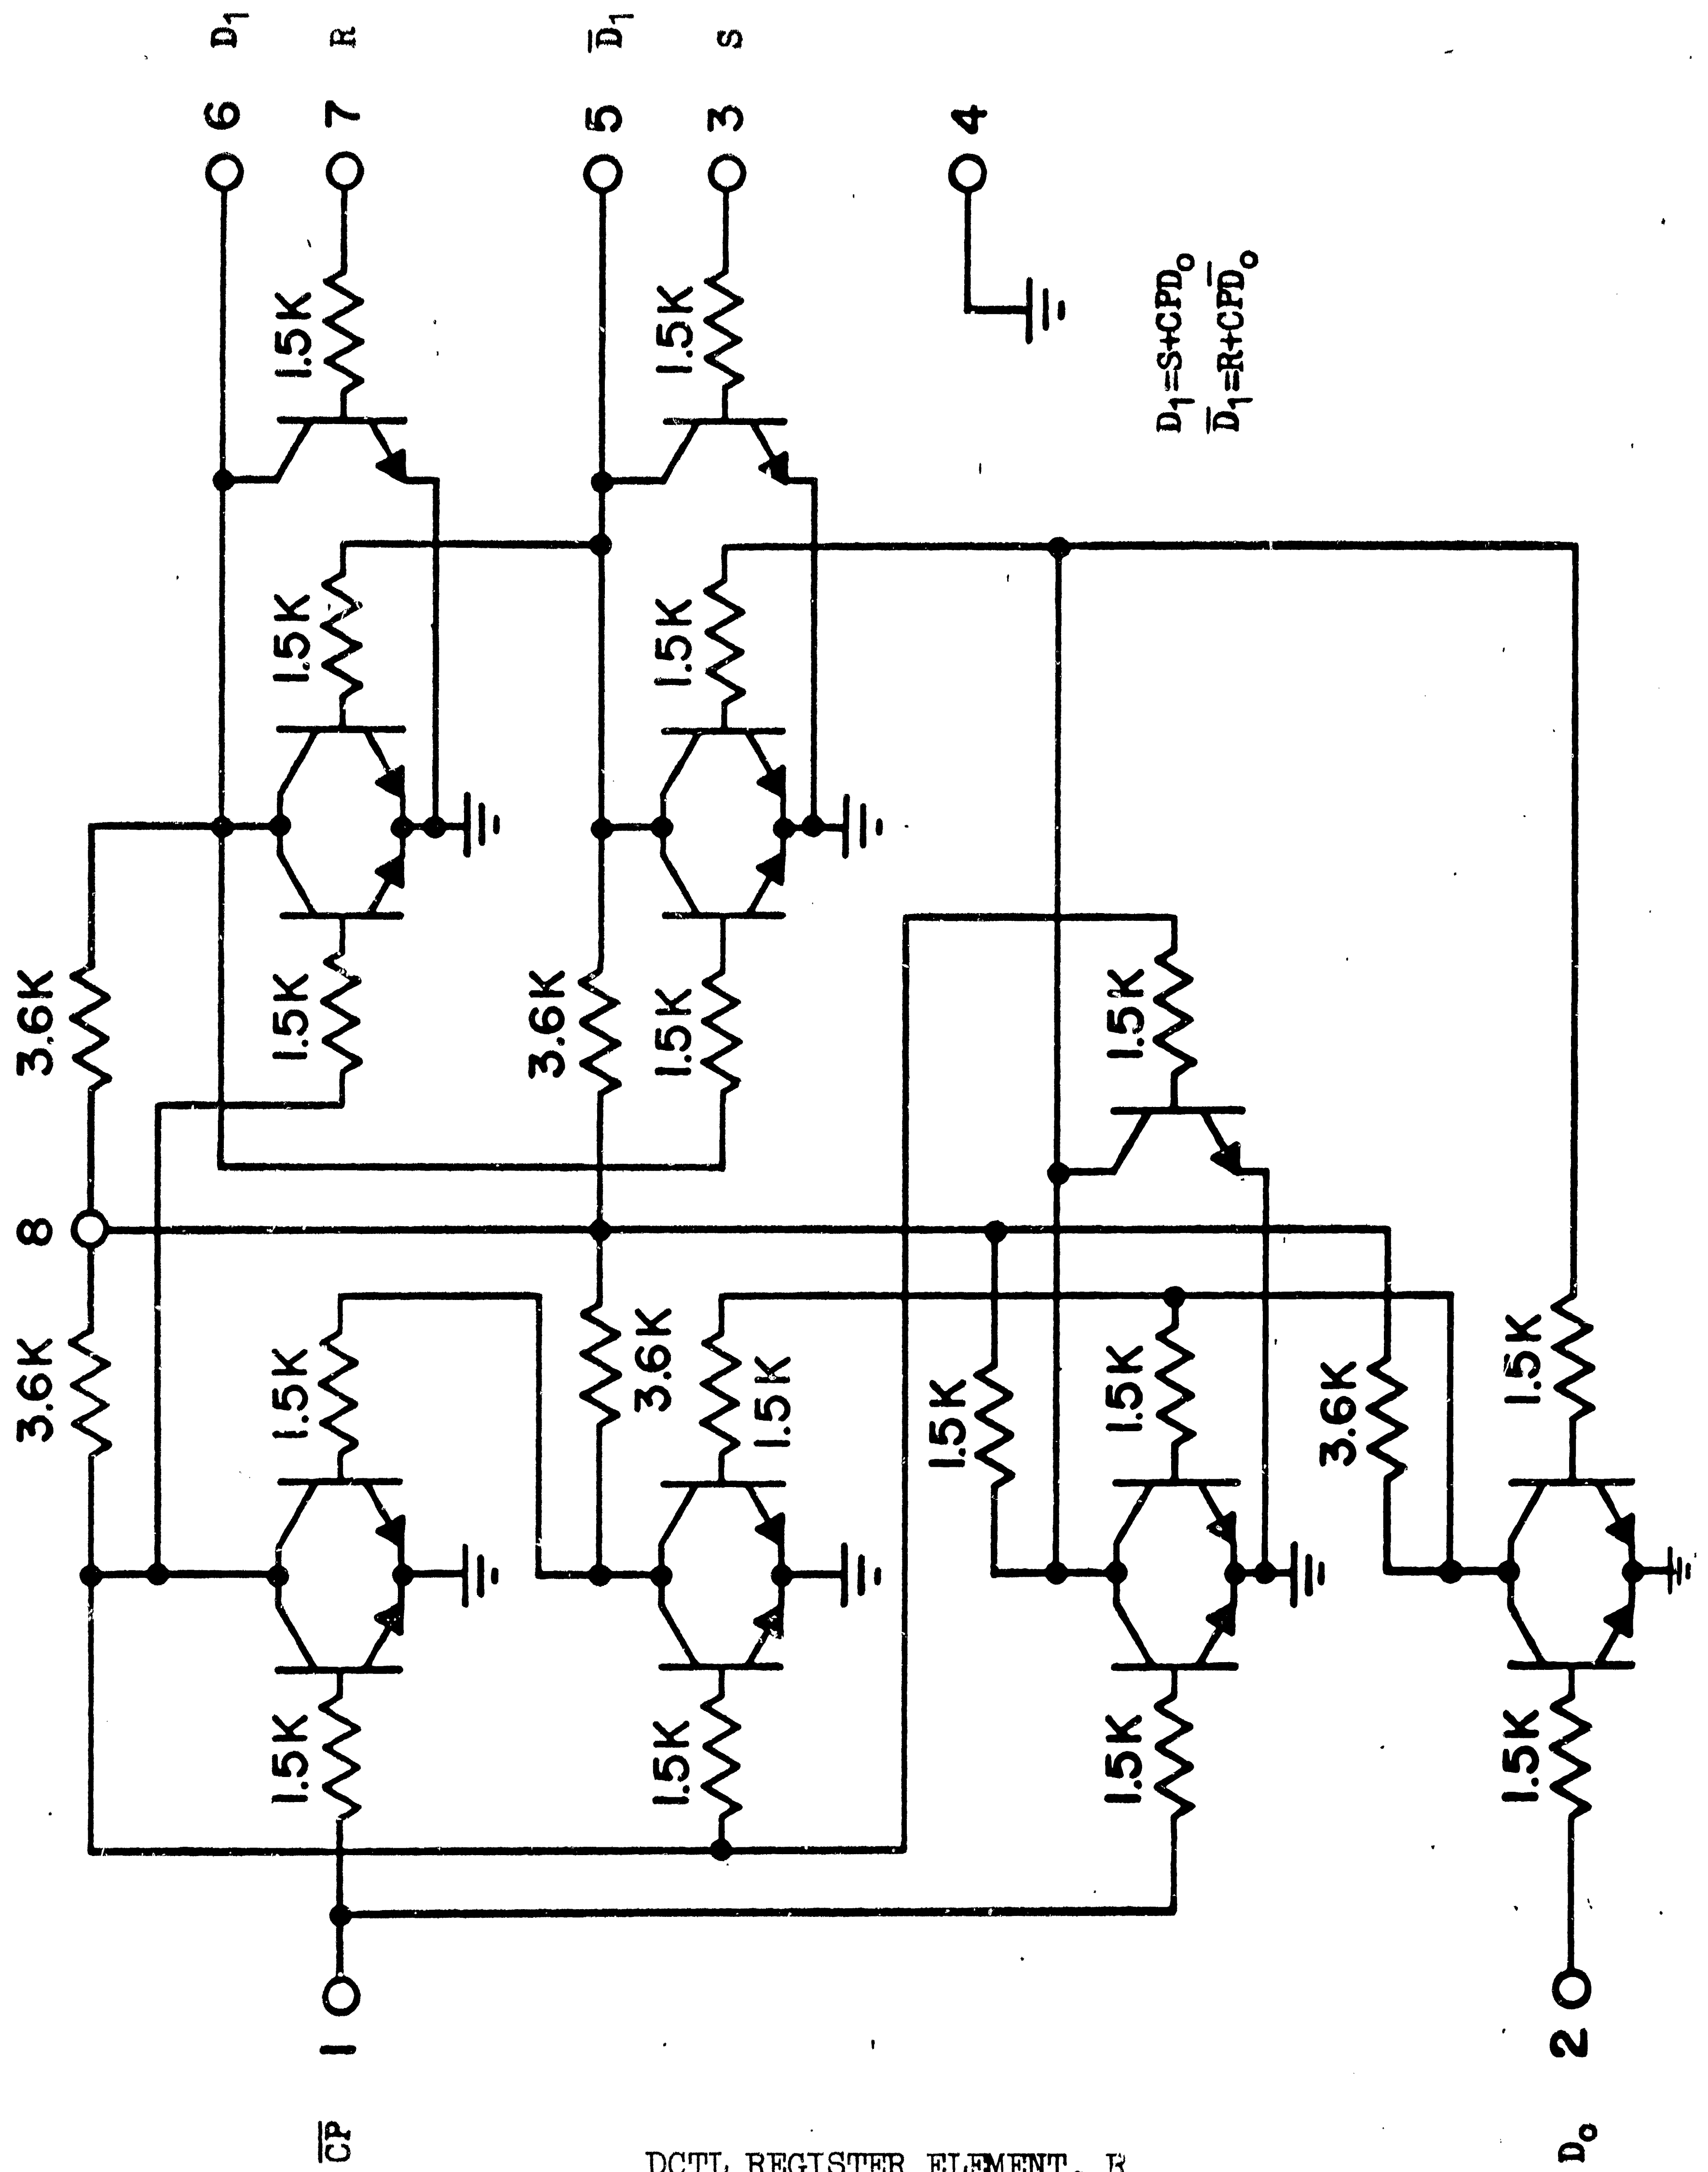 D₁
R
D̅₁
S
6
7
5
3
4
1.5K
1.5K
D₁=S+CPD₀
D̅₁=R+CPD̅₀
1.5K
1.5K
3.6K
1.5K
3.6K
1.5K
1.5K
8
3.6K
1.5K
3.6K
1.5K
1.5K
1.5K
3.6K
1.5K
1.5K
1.5K
1.5K
1.5K
1
2
C̅P̅
D₀
DCTL REGISTER ELEMENT, R